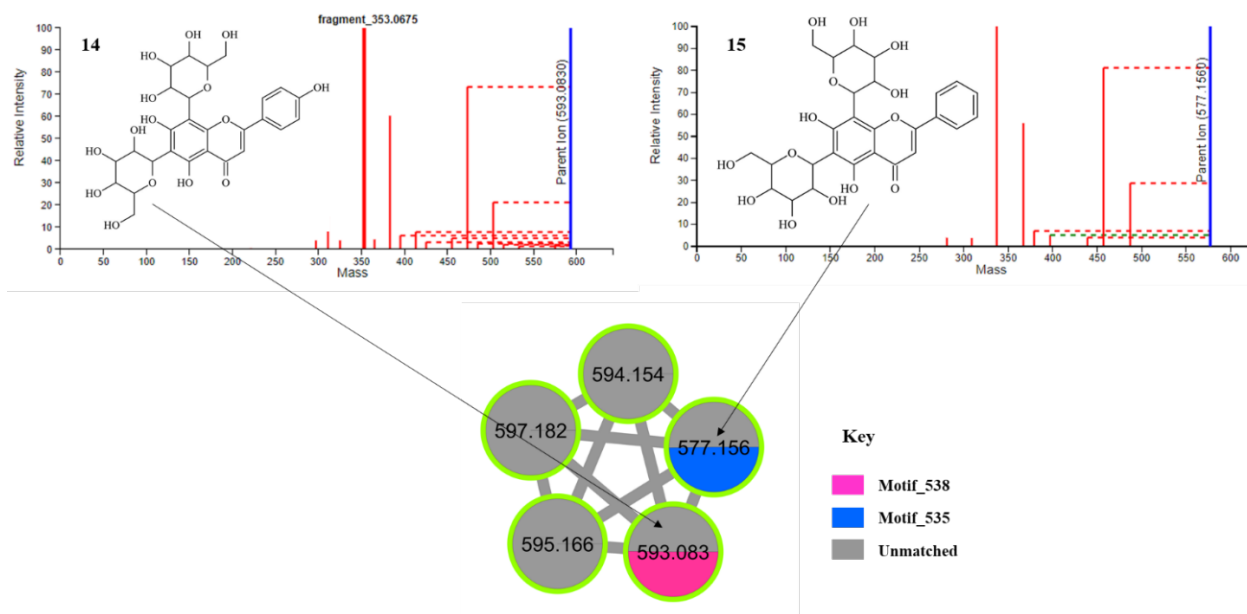 fragment_353.0675
14
Relative Intensity
100
90
80
70
60
50
40
30
20
10
0
0 50 100 150 200 250 300 350 400 450 500 550 600
Mass
Parent Ion (593.0830)
OH
HO
OH
HO
HO
O
OH
OH
HO
O
HO
O
HO
OH
O
HO
HO
15
Relative Intensity
100
90
80
70
60
50
40
30
20
10
0
0 50 100 150 200 250 300 350 400 450 500 550 600
Mass
Parent Ion (577.1560)
HO
OH
OH
O
OH
HO
O
HO
O
HO
OH
OH
O
OH
594.154
597.182
577.156
595.166
593.083
Key
Motif_538
Motif_535
Unmatched